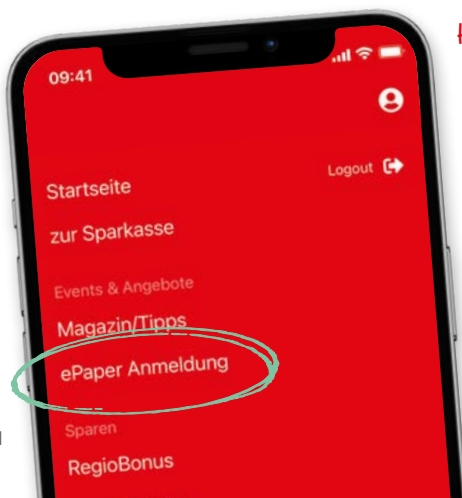 09:41
Logout
Startseite
zur Sparkasse
Events & Angebote
Magazin/Tipps
ePaper Anmeldung
Sparen
RegioBonus